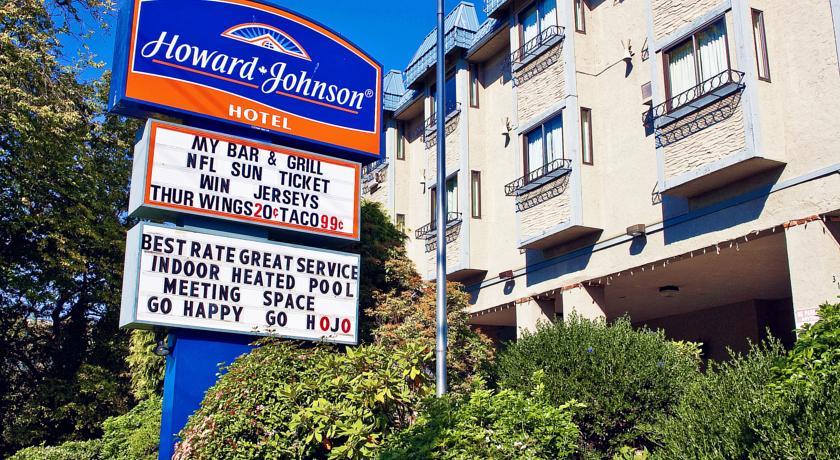 Howard Johnson®
HOTEL
MY BAR & GRILL
NFL SUN TICKET
WIN JERSEYS
THUR WINGS 20¢ TACO 99¢
BEST RATE GREAT SERVICE
INDOOR HEATED POOL
MEETING SPACE
GO HAPPY GO HOJO